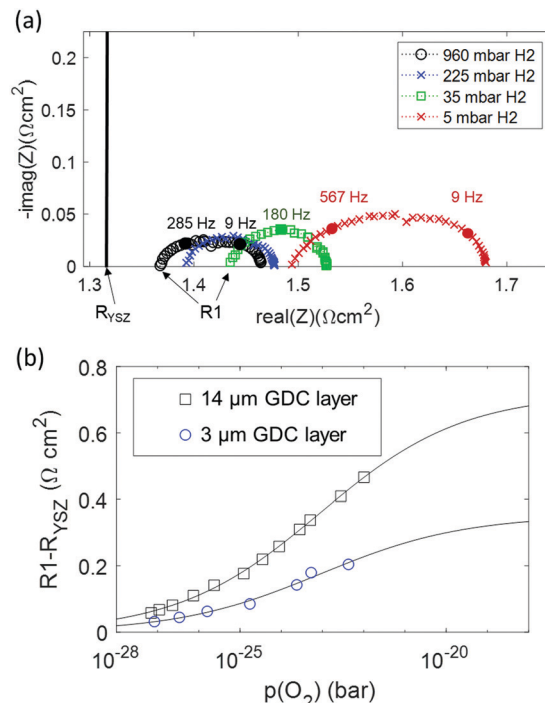 (a)
960 mbar H2
225 mbar H2
35 mbar H2
5 mbar H2
-imag(Z)(Ωcm²)
0.2
0.15
0.1
0.05
0
285 Hz
9 Hz
180 Hz
567 Hz
9 Hz
1.3
1.4
1.5
1.6
1.7
R_YSZ
R1
real(Z)(Ωcm²)
(b)
R1-R_YSZ (Ω cm²)
0.8
0.6
0.4
0.2
0
14 µm GDC layer
3 µm GDC layer
10⁻²⁸
10⁻²⁵
10⁻²⁰
p(O₂) (bar)